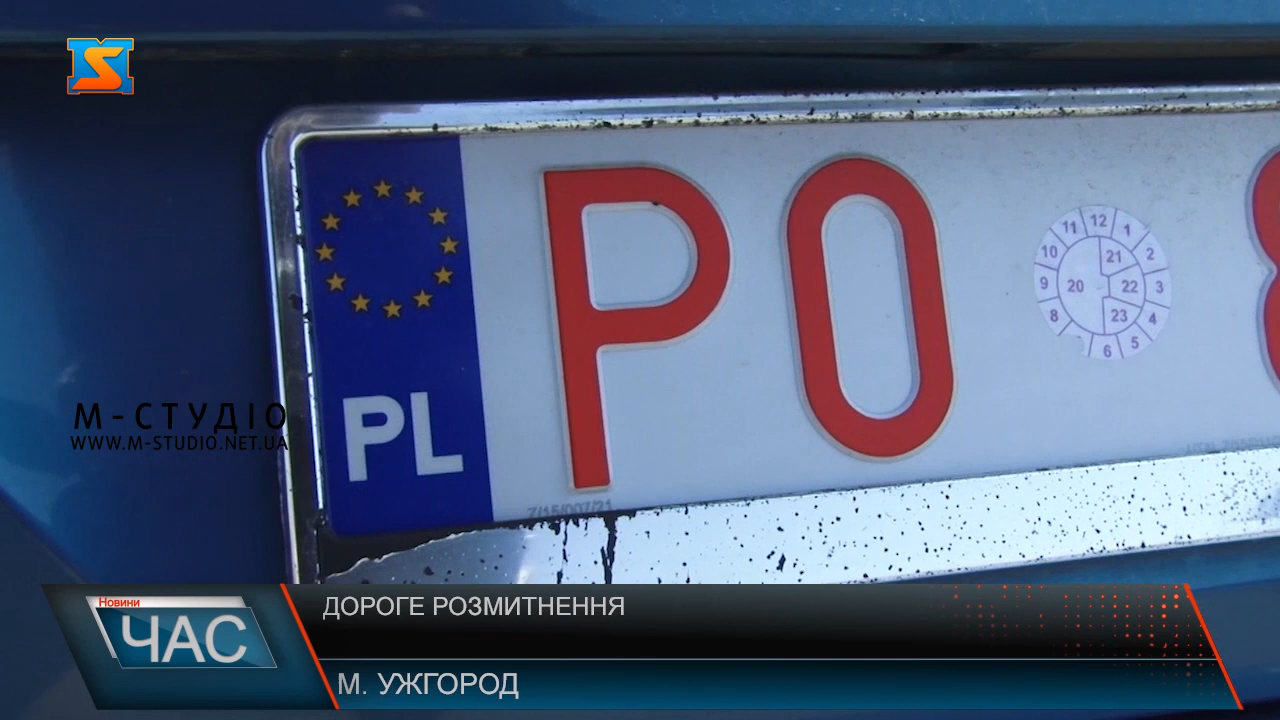 PO
PL
12
1
2
3
4
5
6
8
9
10
11
20
21
22
23
7/15/007/21
М-СТУДІО
WWW.M-STUDIO.NET.UA
Новини
ЧАС
ДОРОГЕ РОЗМИТНЕННЯ
М. УЖГОРОД